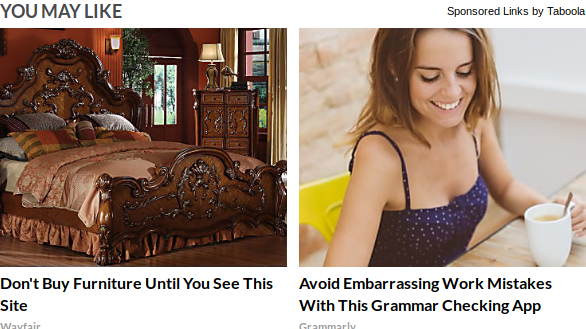 YOU MAY LIKE
Sponsored Links by Taboola
Don't Buy Furniture Until You See This
Site
Wayfair
Avoid Embarrassing Work Mistakes
With This Grammar Checking App
Grammarly